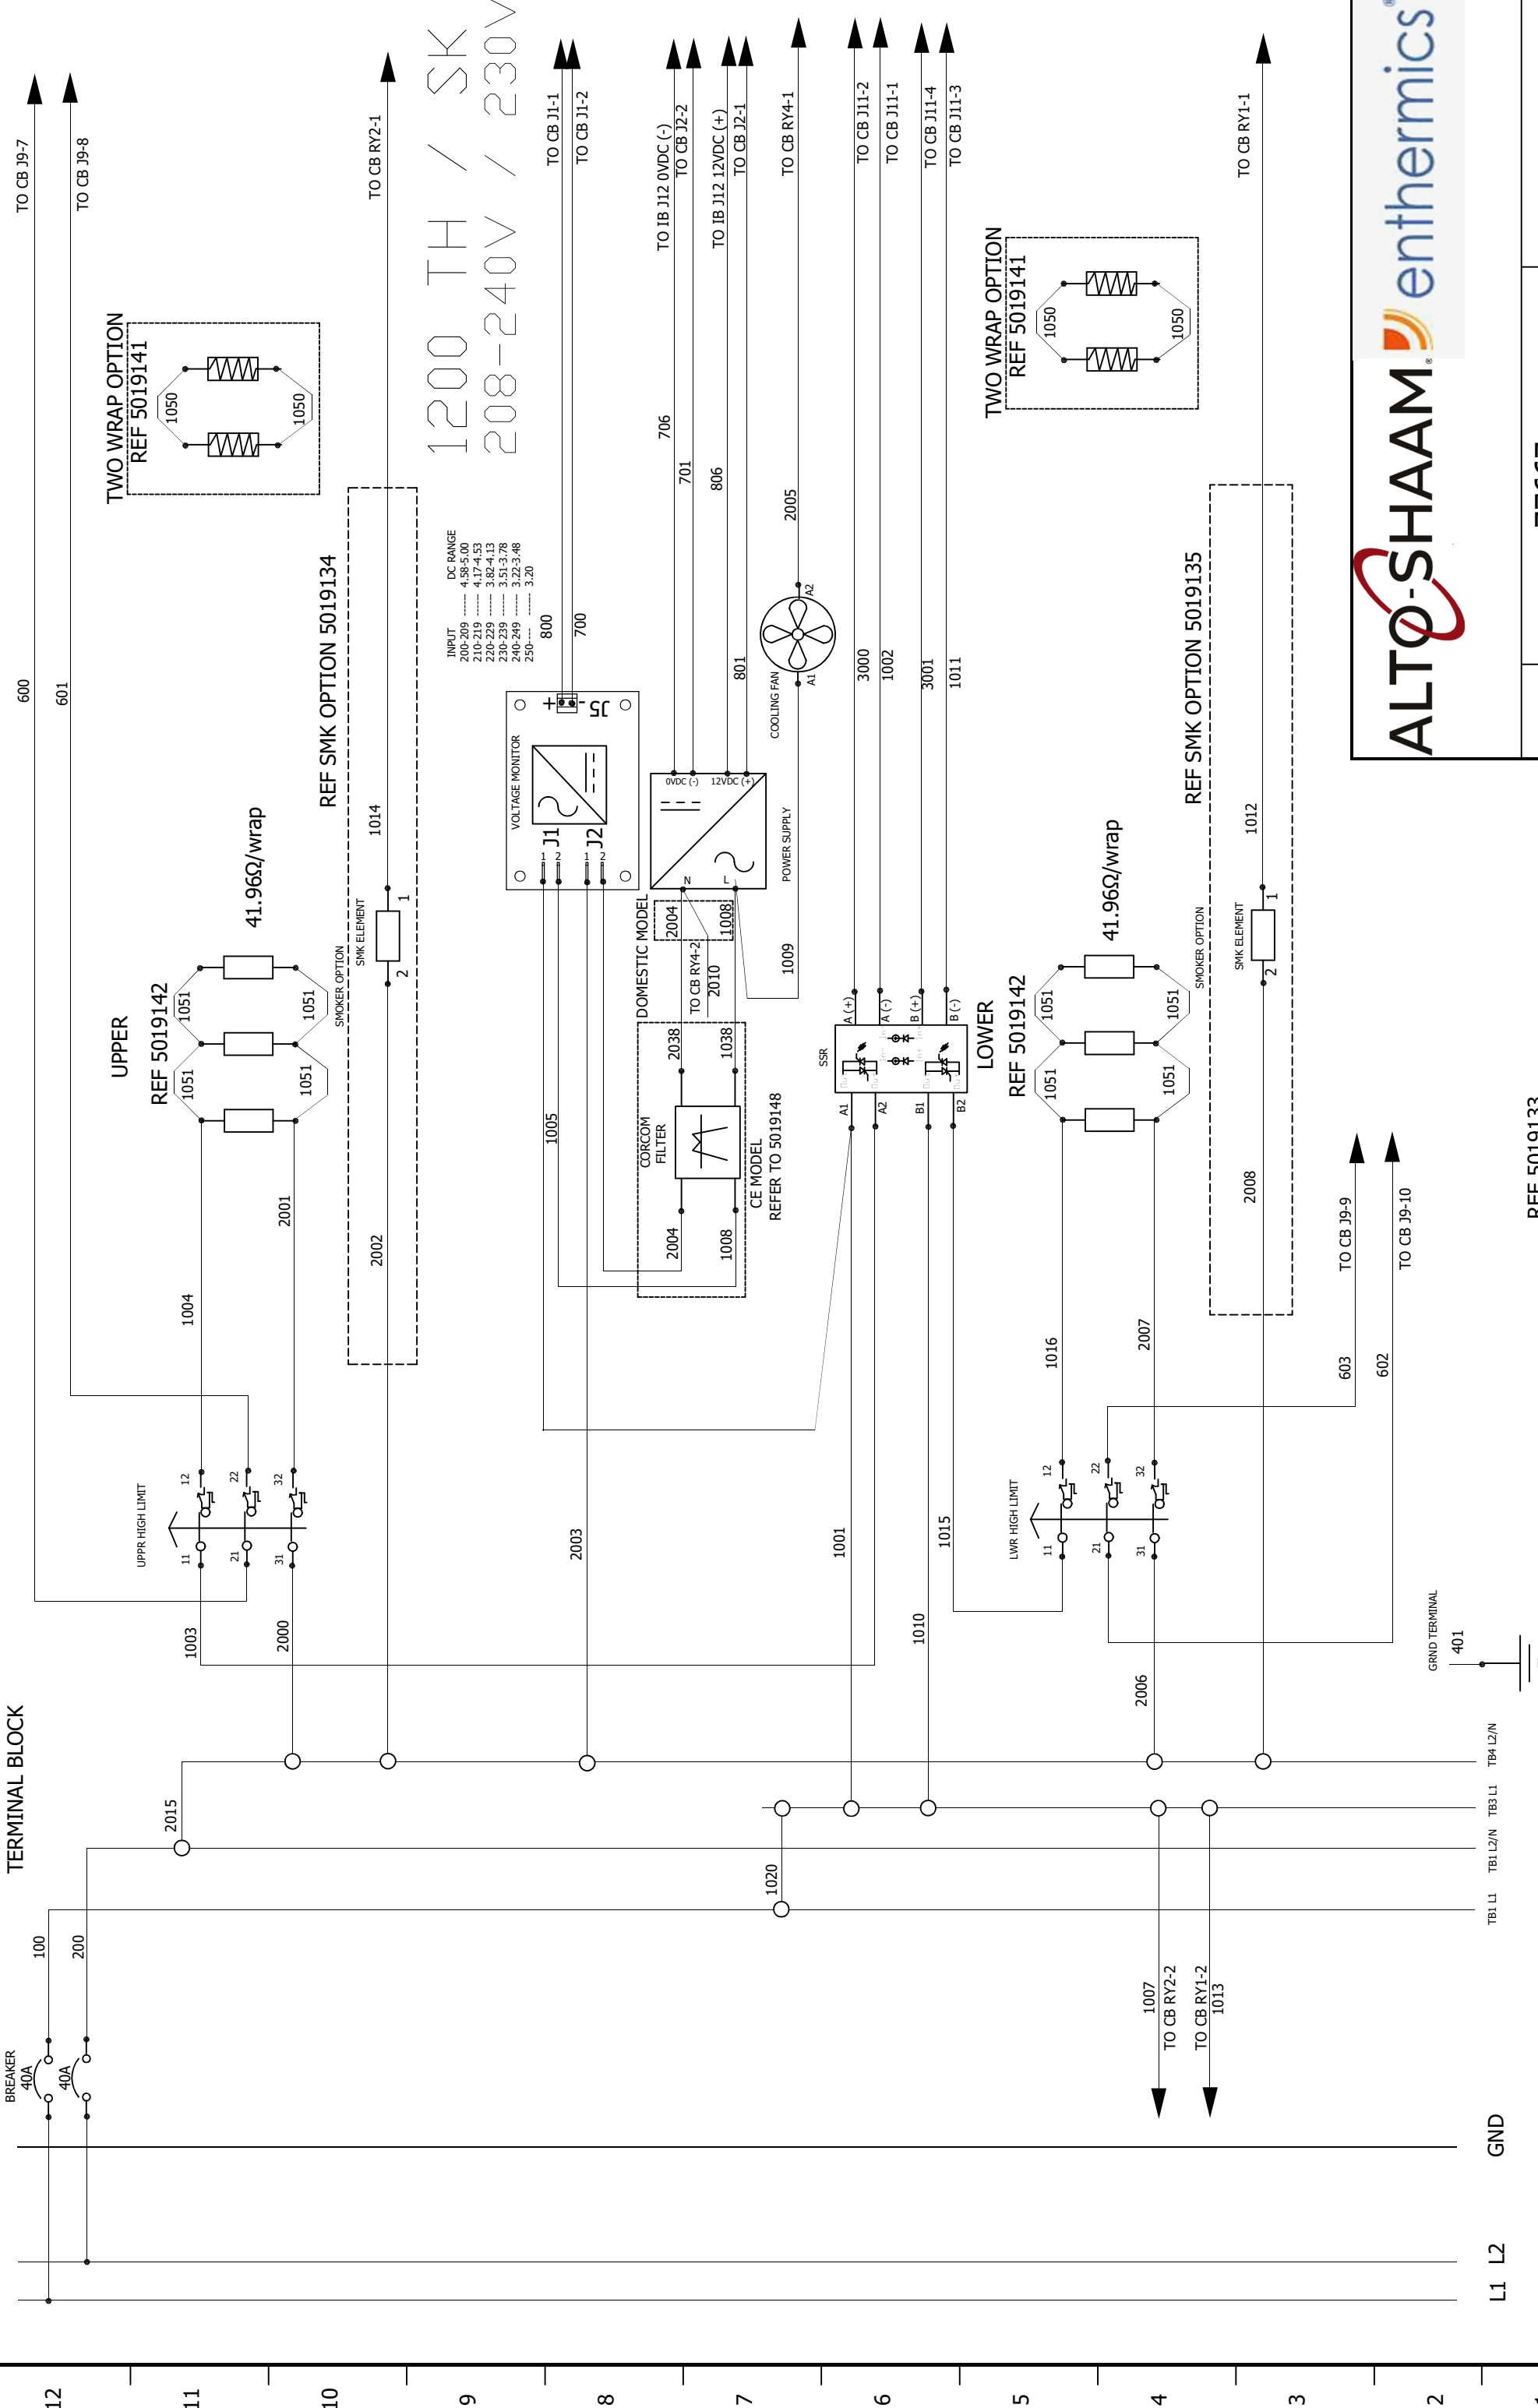 TERMINAL BLOCK
BREAKER
40A
40A
100
200
2015
1020
L1
L2
GND
TB1 L1
TB1 L2/N
TB3 L1
TB4 L2/N
TO CB J9-7
600
TO CB J9-8
601
UPPR HIGH LIMIT
11
12
21
22
31
32
1003
2000
1004
2001
UPPER
REF 5019142
1051
1051
1051
1051
41.96Ω/wrap
TWO WRAP OPTION
REF 5019141
1050
1050
REF SMK OPTION 5019134
SMOKER OPTION
SMK ELEMENT
2
1
2002
1014
TO CB RY2-1
1200 TH / SK
208-240V / 230V
INPUT DC RANGE
200-209 ------ 4.58-5.00
210-219 ------ 4.17-4.53
220-229 ------ 3.82-4.13
230-239 ------ 3.51-3.78
240-249 ------ 3.22-3.48
250---- ------ 3.20
VOLTAGE MONITOR
J1
1
2
J2
1
2
+
-
J5
800
700
TO CB J1-1
TO CB J1-2
1005
2003
DOMESTIC MODEL
2004
1008
TO CB RY4-2
2010
N
L
0VDC (-)
12VDC (+)
POWER SUPPLY
706
701
806
801
TO IB J12 0VDC (-)
TO CB J2-2
TO IB J12 12VDC (+)
TO CB J2-1
CORCOM
FILTER
2004
1008
2038
1038
CE MODEL
REFER TO 5019148
1009
COOLING FAN
A1
A2
2005
TO CB RY4-1
SSR
A1
A2
B1
B2
A (+)
A (-)
B (+)
B (-)
1001
1010
1015
3000
1002
3001
1011
TO CB J11-2
TO CB J11-1
TO CB J11-4
TO CB J11-3
LOWER
REF 5019142
1051
1051
1051
1051
41.96Ω/wrap
TWO WRAP OPTION
REF 5019141
1050
1050
LWR HIGH LIMIT
11
12
21
22
31
32
1016
2007
2006
1007
TO CB RY2-2
TO CB RY1-2
1013
REF SMK OPTION 5019135
SMOKER OPTION
SMK ELEMENT
2
1
2008
1012
TO CB RY1-1
603
TO CB J9-9
602
TO CB J9-10
GRND TERMINAL
401
ALTO-SHAAM®
enthermics®
REF 5019133
12
11
10
9
8
7
6
5
4
3
2